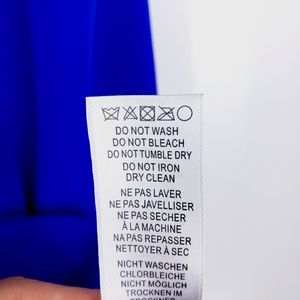 DO NOT WASH
DO NOT BLEACH
DO NOT TUMBLE DRY
DO NOT IRON
DRY CLEAN
NE PAS LAVER
NE PAS JAVELLISER
NE PAS SECHER
À LA MACHINE
NA PAS REPASSER
NETTOYER À SEC
NICHT WASCHEN
CHLORBLEICHE
NICHT MÖGLICH
TROCKNEN IM